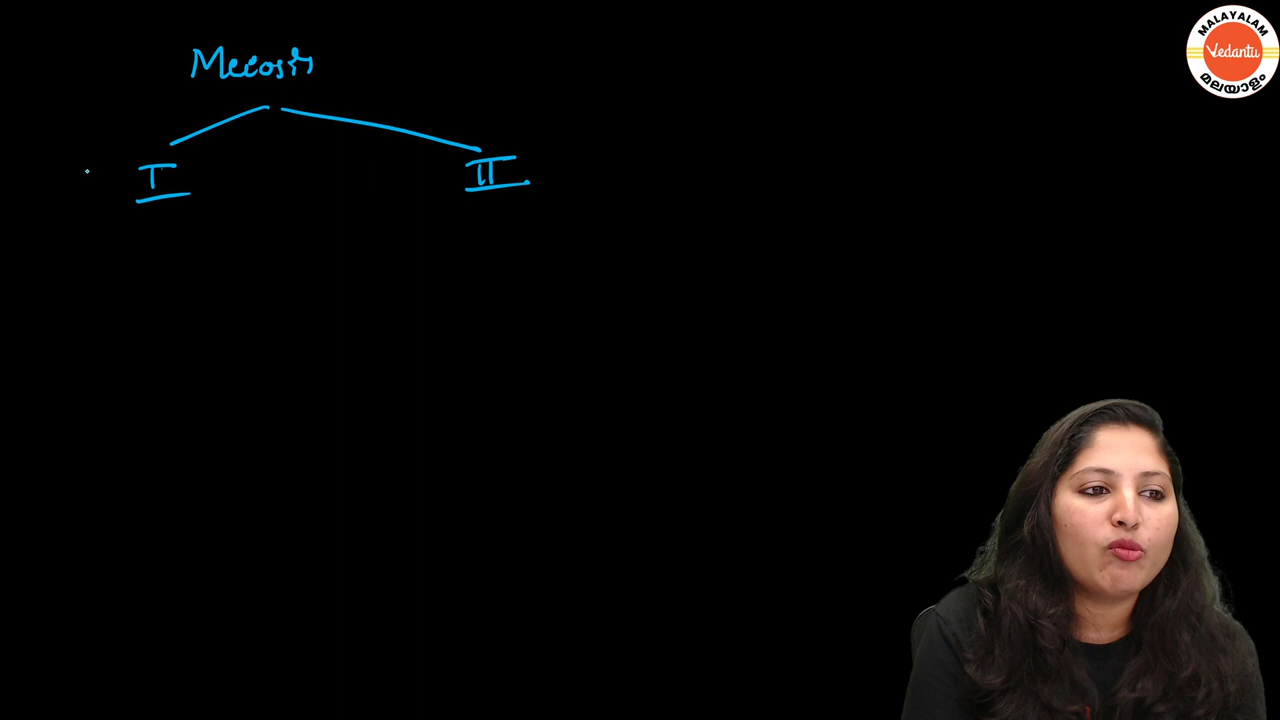 Meiosis
I
II
MALAYALAM
Vedantu
മലയാളം